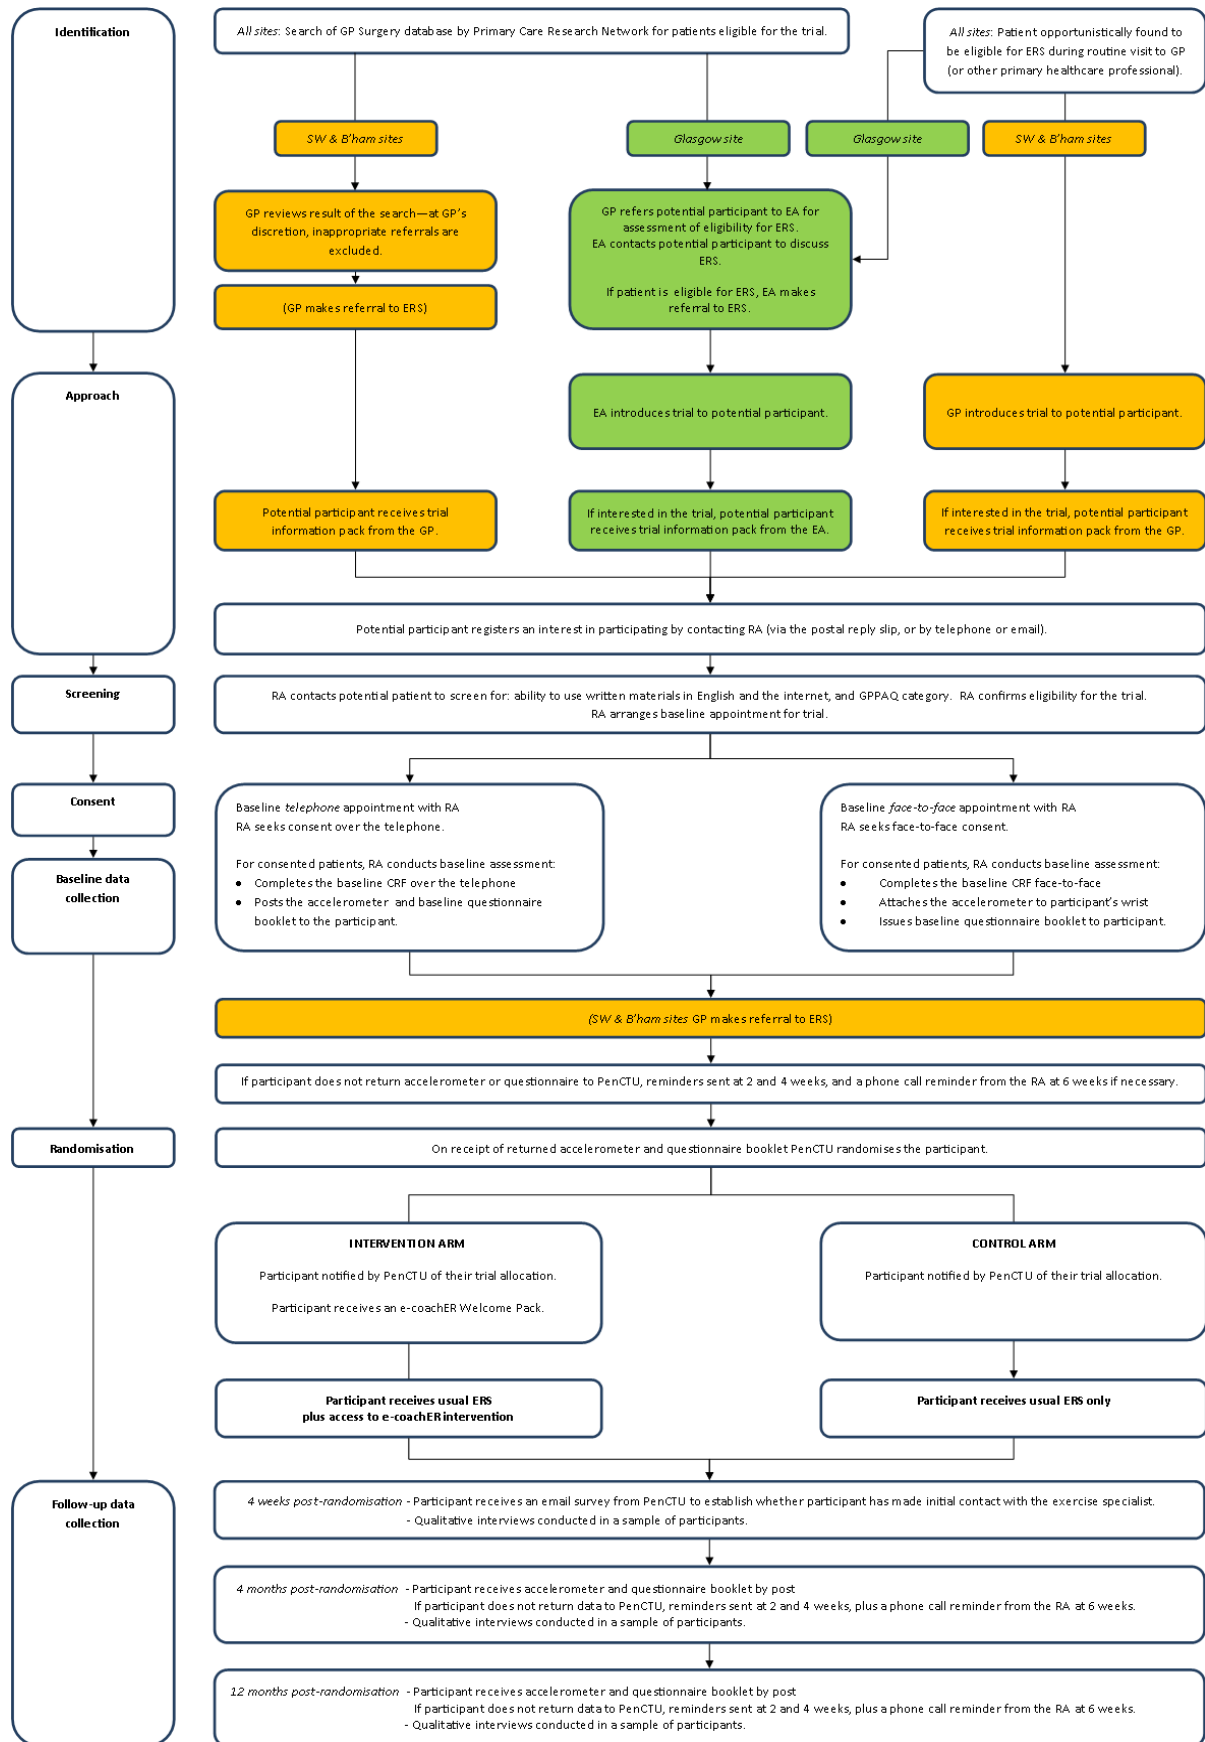 Identification
All sites: Search of GP Surgery database by Primary Care Research Network for patients eligible for the trial.
All sites: Patient opportunistically found to
be eligible for ERS during routine visit to GP
(or other primary healthcare professional).
SW & B'ham sites
Glasgow site
Glasgow site
SW & B'ham sites
GP reviews result of the search—at GP's
discretion, inappropriate referrals are
excluded.
(GP makes referral to ERS)
GP refers potential participant to EA for
assessment of eligibility for ERS.
EA contacts potential participant to discuss
ERS.
If patient is eligible for ERS, EA makes
referral to ERS.
Approach
EA introduces trial to potential participant.
GP introduces trial to potential participant.
Potential participant receives trial
information pack from the GP.
If interested in the trial, potential participant
receives trial information pack from the EA.
If interested in the trial, potential participant
receives trial information pack from the GP.
Potential participant registers an interest in participating by contacting RA (via the postal reply slip, or by telephone or email).
Screening
RA contacts potential patient to screen for: ability to use written materials in English and the internet, and GPPAQ category. RA confirms eligibility for the trial.
RA arranges baseline appointment for trial.
Consent
Baseline data
collection
Baseline telephone appointment with RA
RA seeks consent over the telephone.
For consented patients, RA conducts baseline assessment:
• Completes the baseline CRF over the telephone
• Posts the accelerometer and baseline questionnaire
booklet to the participant.
Baseline face-to-face appointment with RA
RA seeks face-to-face consent.
For consented patients, RA conducts baseline assessment:
• Completes the baseline CRF face-to-face
• Attaches the accelerometer to participant's wrist
• Issues baseline questionnaire booklet to participant.
(SW & B'ham sites GP makes referral to ERS)
If participant does not return accelerometer or questionnaire to PenCTU, reminders sent at 2 and 4 weeks, and a phone call reminder from the RA at 6 weeks if necessary.
Randomisation
On receipt of returned accelerometer and questionnaire booklet PenCTU randomises the participant.
INTERVENTION ARM
Participant notified by PenCTU of their trial allocation.
Participant receives an e-coachER Welcome Pack.
CONTROL ARM
Participant notified by PenCTU of their trial allocation.
Participant receives usual ERS
plus access to e-coachER intervention
Participant receives usual ERS only
Follow-up data
collection
4 weeks post-randomisation - Participant receives an email survey from PenCTU to establish whether participant has made initial contact with the exercise specialist.
- Qualitative interviews conducted in a sample of participants.
4 months post-randomisation - Participant receives accelerometer and questionnaire booklet by post
If participant does not return data to PenCTU, reminders sent at 2 and 4 weeks, plus a phone call reminder from the RA at 6 weeks.
- Qualitative interviews conducted in a sample of participants.
12 months post-randomisation - Participant receives accelerometer and questionnaire booklet by post
If participant does not return data to PenCTU, reminders sent at 2 and 4 weeks, plus a phone call reminder from the RA at 6 weeks.
- Qualitative interviews conducted in a sample of participants.